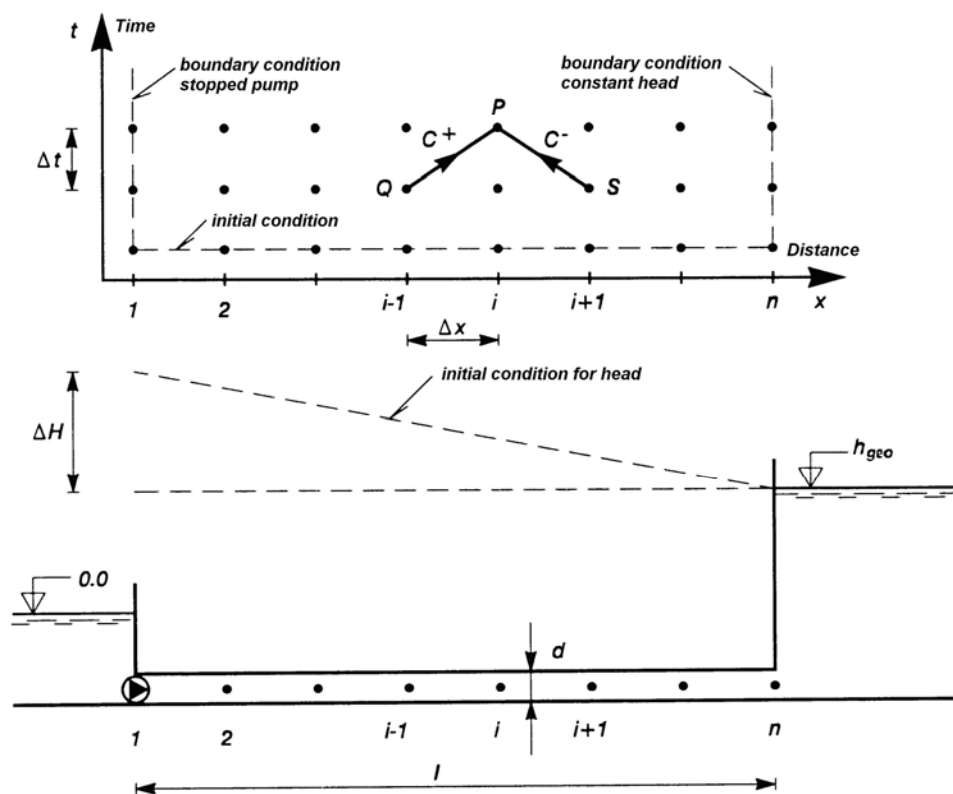 t
Time
boundary condition
stopped pump
boundary condition
constant head
P
C+
C-
Δt
Q
S
initial condition
Distance
1
2
i-1
i
i+1
n
x
Δx
initial condition for head
ΔH
hgeo
0.0
d
1
2
i-1
i
i+1
n
l